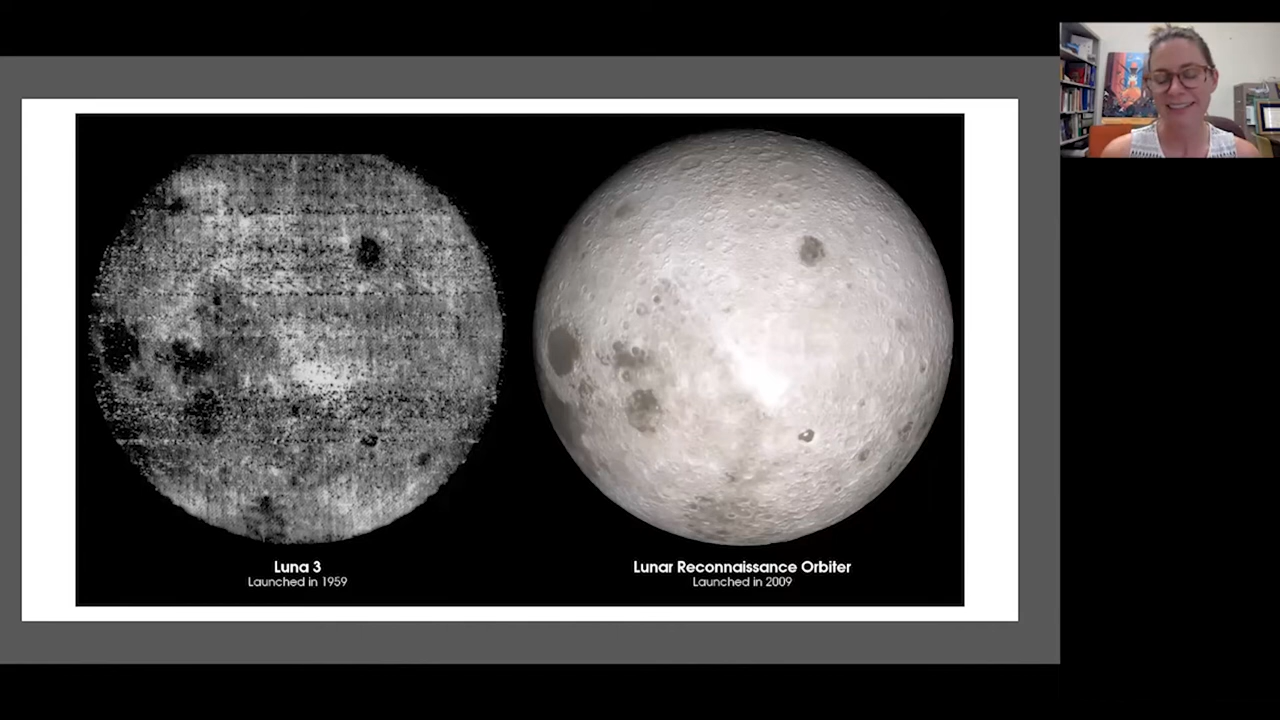 Luna 3
Launched in 1959
Lunar Reconnaissance Orbiter
Launched in 2009